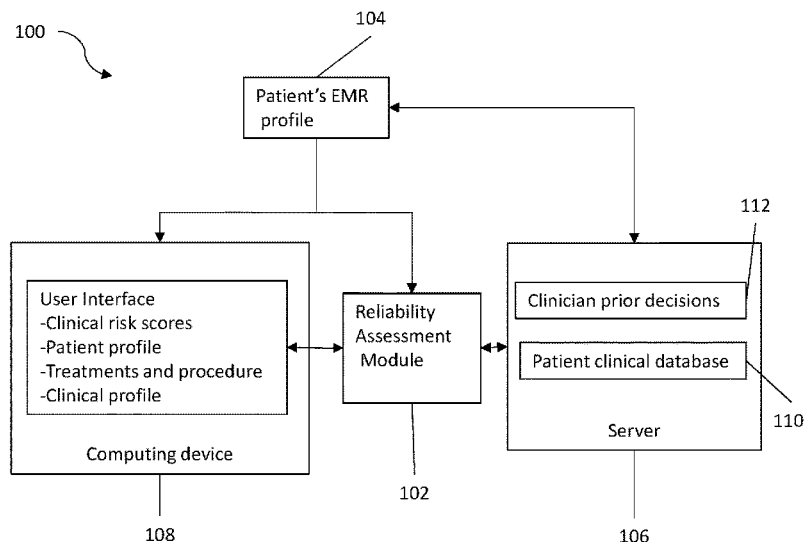 100
104
Patient's EMR
profile
112
User Interface
-Clinical risk scores
-Patient profile
-Treatments and procedure
-Clinical profile
Computing device
108
Reliability
Assessment
Module
102
Clinician prior decisions
Patient clinical database
110
Server
106